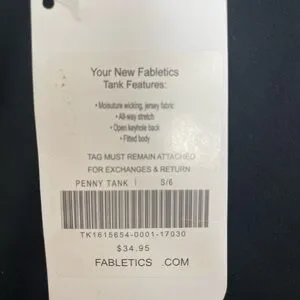 Your New Fabletics
Tank Features:
• Moisuture wicking, jersey fabric
• All-way stretch
• Open keyhole back
• Fitted body
TAG MUST REMAIN ATTACHED
FOR EXCHANGES & RETURN
PENNY TANK | S/6
TK1615654-0001-17030
$34.95
FABLETICS .COM